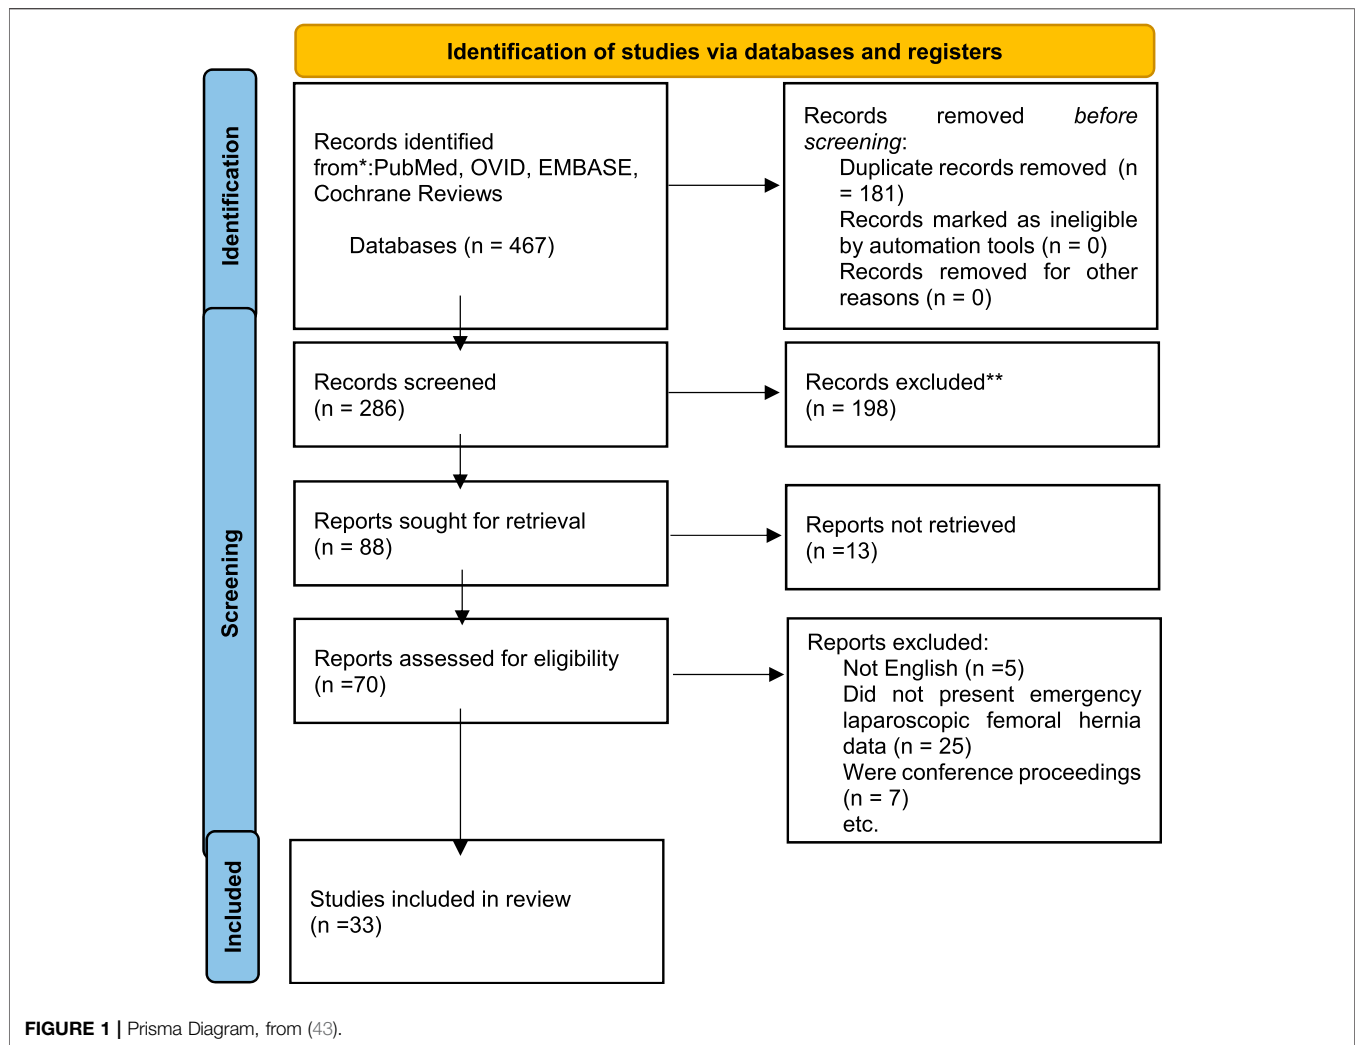 Identification of studies via databases and registers
Identification
Records identified
from*:PubMed, OVID, EMBASE,
Cochrane Reviews
Databases (n = 467)
Records removed before
screening:
Duplicate records removed (n
= 181)
Records marked as ineligible
by automation tools (n = 0)
Records removed for other
reasons (n = 0)
Screening
Records screened
(n = 286)
Records excluded**
(n = 198)
Reports sought for retrieval
(n = 88)
Reports not retrieved
(n =13)
Reports assessed for eligibility
(n =70)
Reports excluded:
Not English (n =5)
Did not present emergency
laparoscopic femoral hernia
data (n = 25)
Were conference proceedings
(n = 7)
etc.
Included
Studies included in review
(n =33)
FIGURE 1 | Prisma Diagram, from (43).